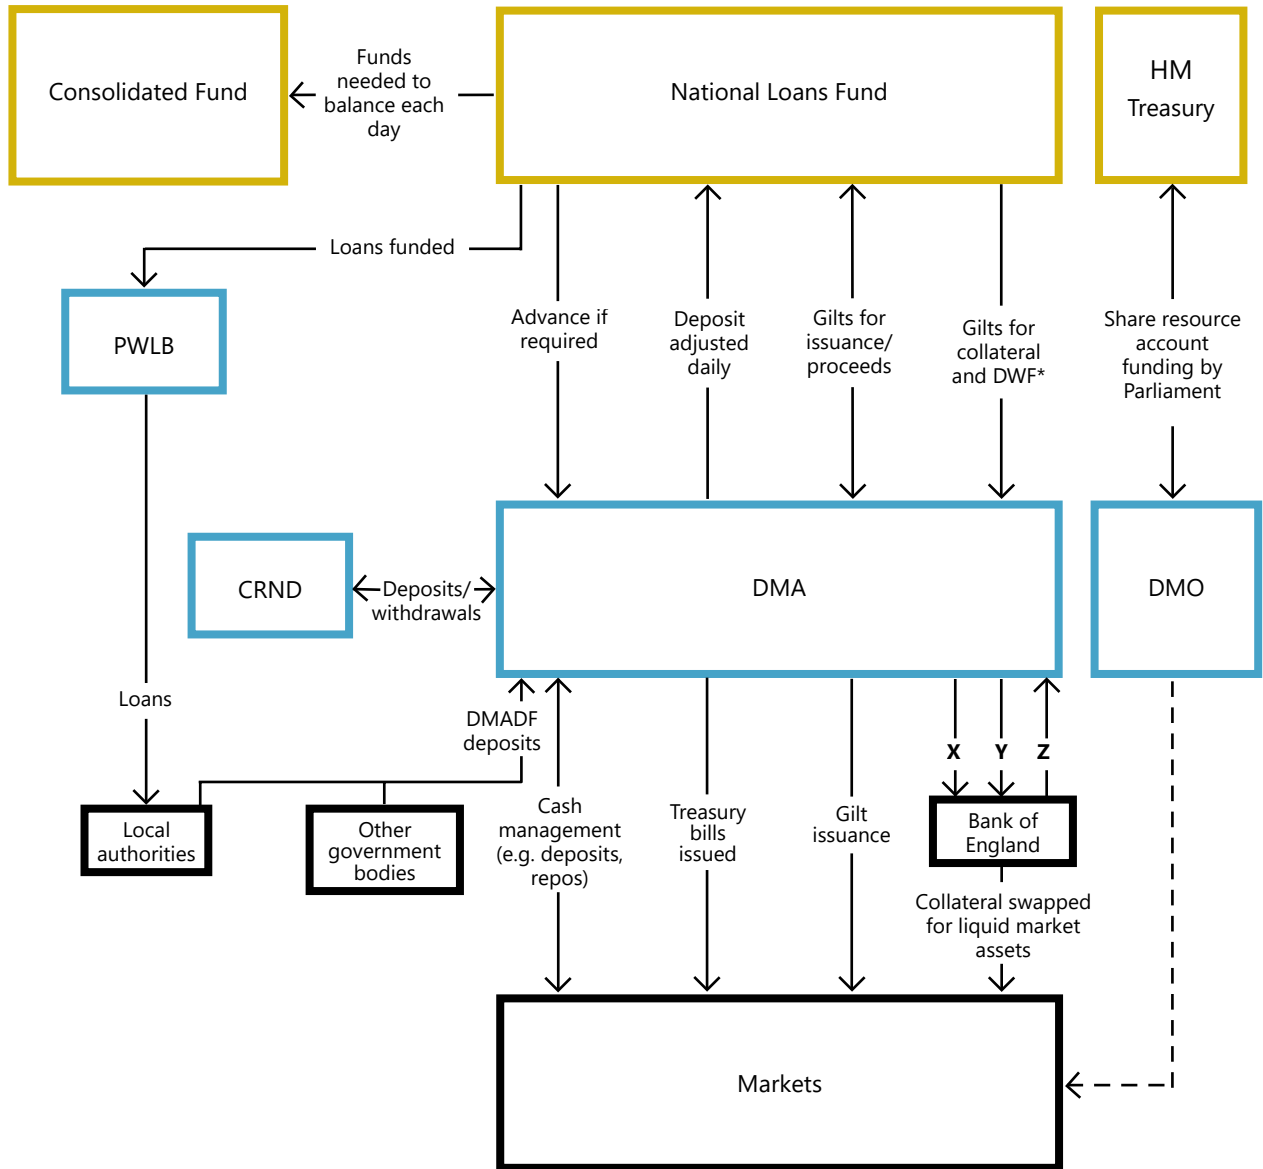 Consolidated Fund
Funds
needed to
balance each
day
National Loans Fund
HM
Treasury
Loans funded
PWLB
Advance if
required
Deposit
adjusted
daily
Gilts for
issuance/
proceeds
Gilts for
collateral
and DWF*
Share resource
account
funding by
Parliament
CRND
Deposits/
withdrawals
DMA
DMO
Loans
DMADF
deposits
X
Y
Z
Local
authorities
Other
government
bodies
Cash
management
(e.g. deposits,
repos)
Treasury
bills
issued
Gilt
issuance
Bank of
England
Collateral swapped
for liquid market
assets
Markets